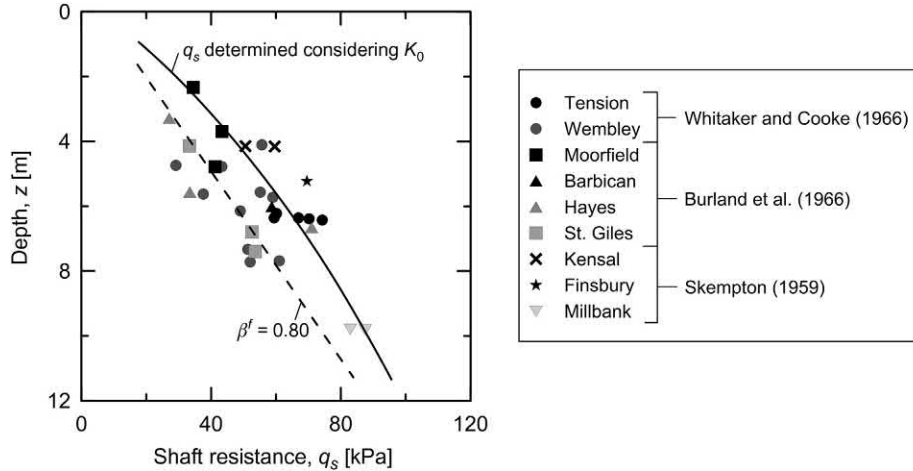 0
4
8
12
0
40
80
120
Depth, z [m]
Shaft resistance, qₛ [kPa]
qₛ determined considering K₀
βᶠ = 0.80
Tension
Wembley
Moorfield
Barbican
Hayes
St. Giles
Kensal
Finsbury
Millbank
Whitaker and Cooke (1966)
Burland et al. (1966)
Skempton (1959)